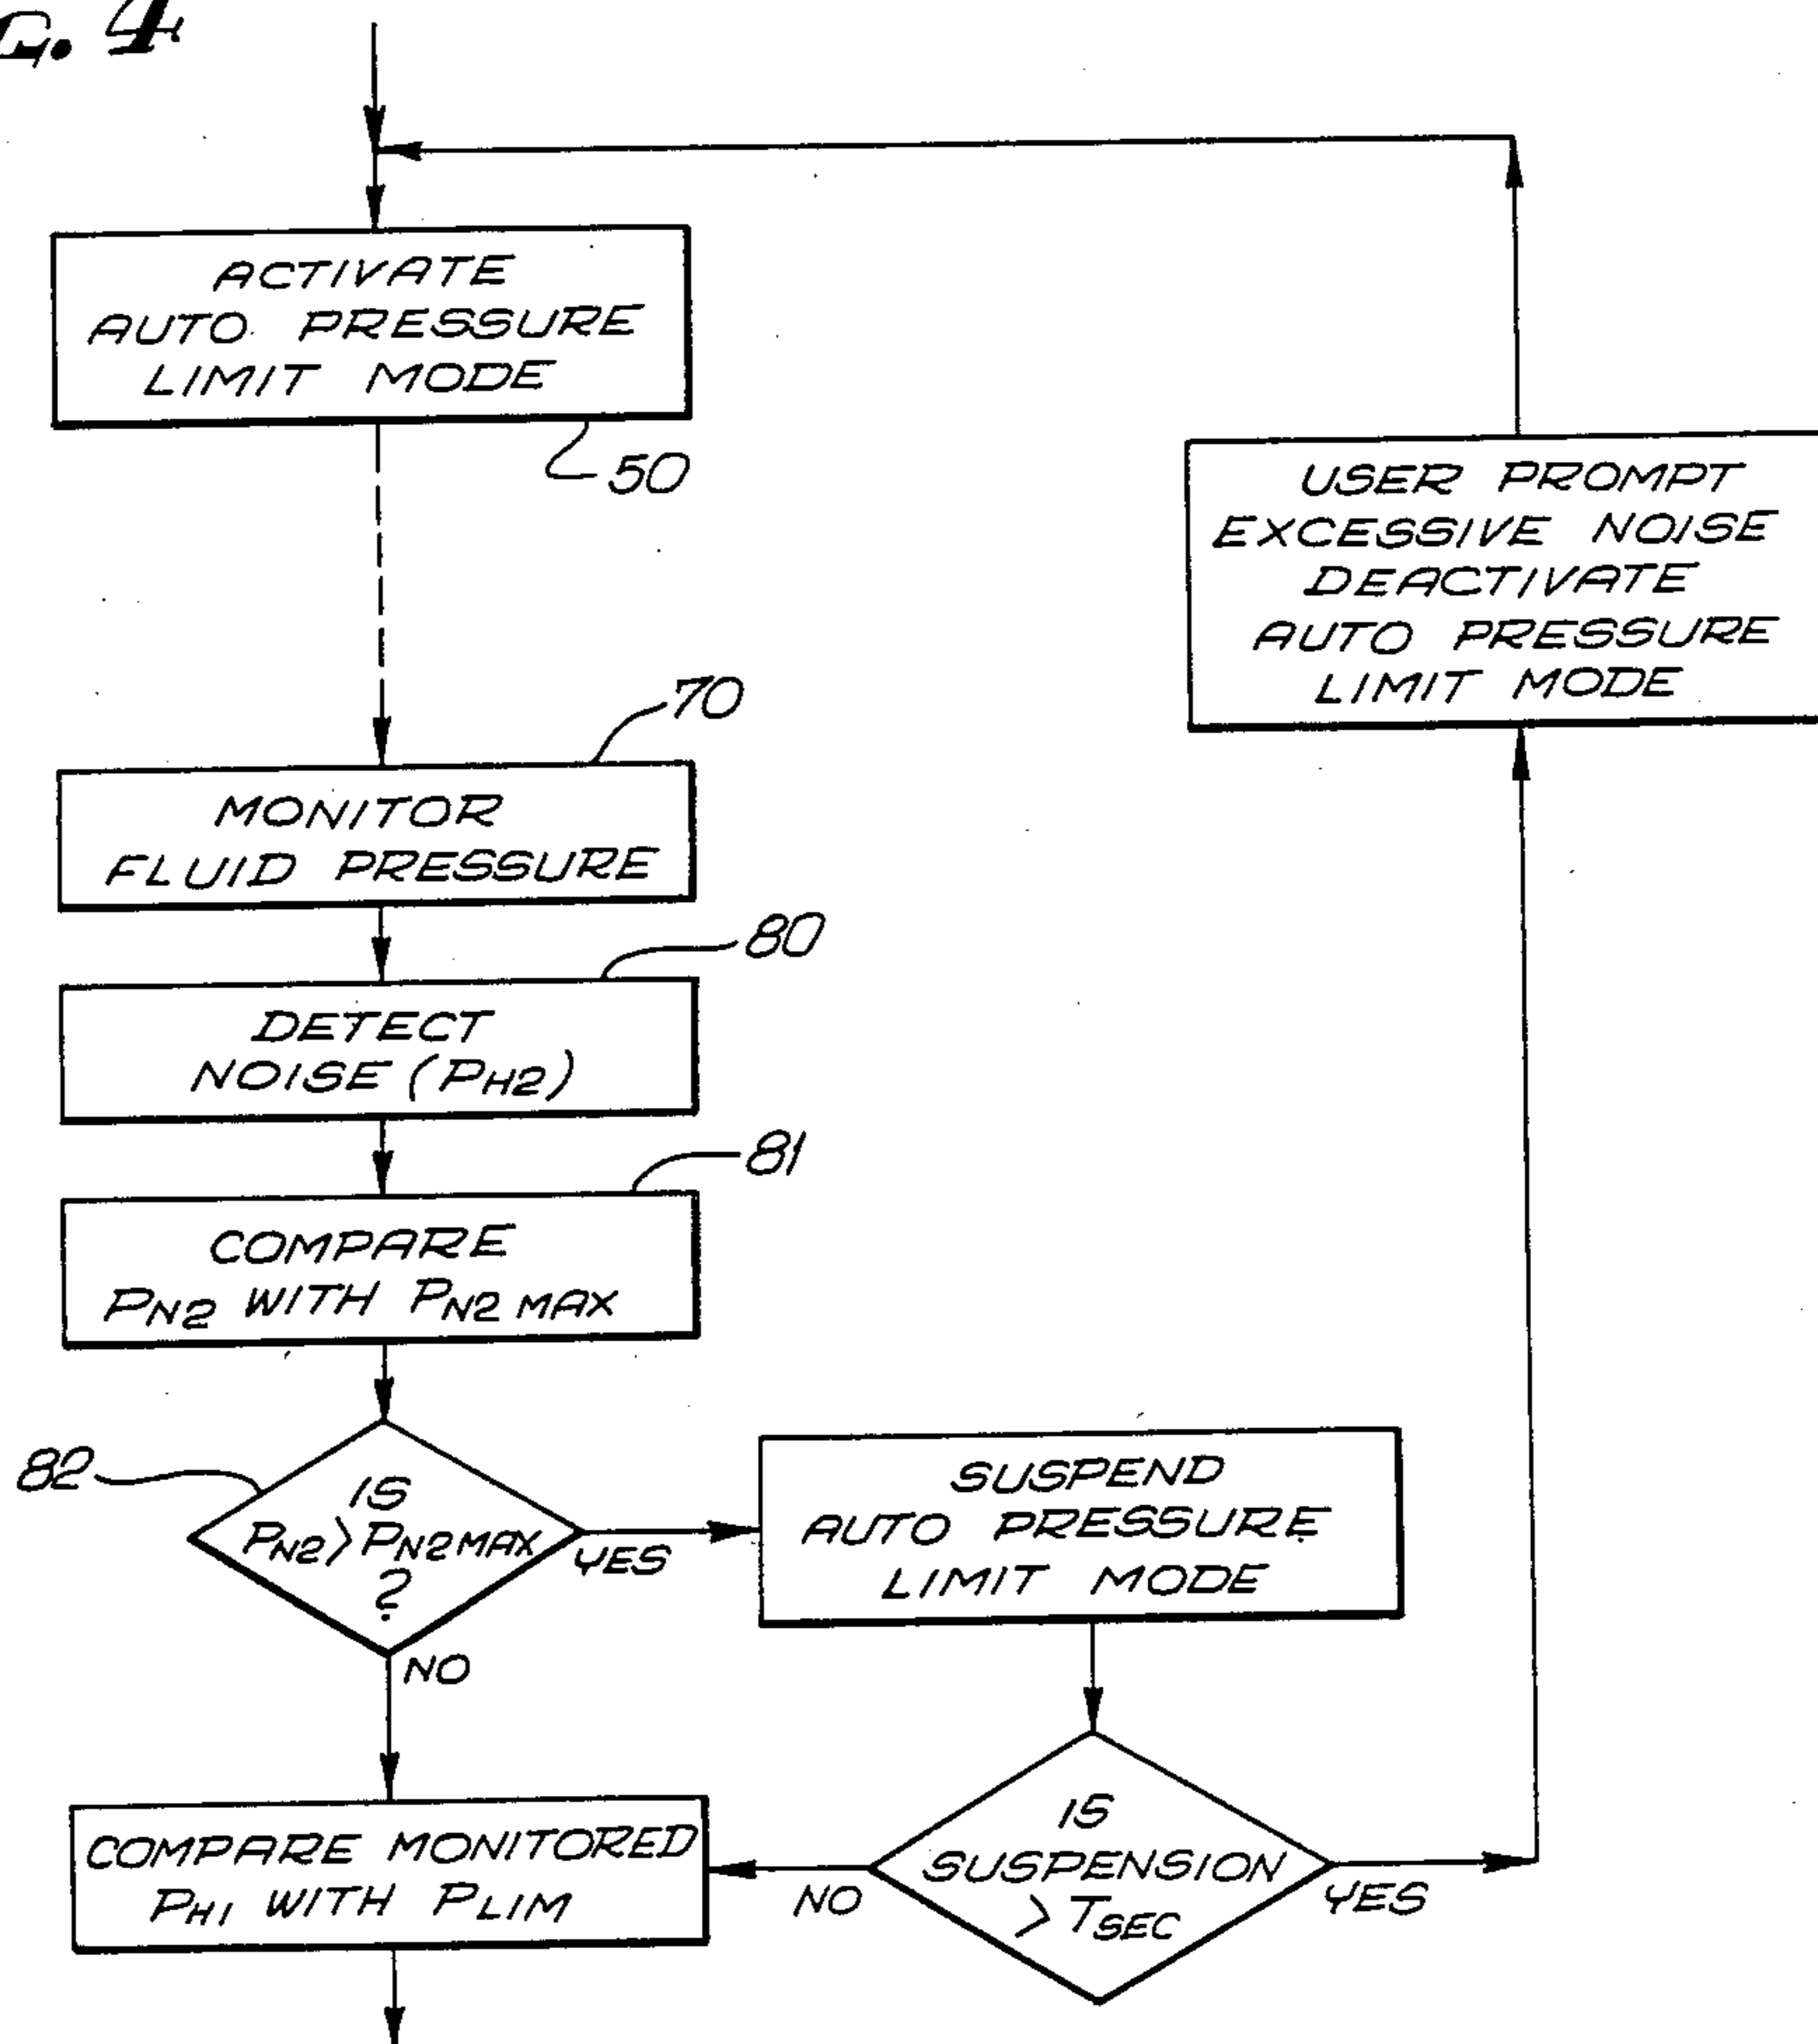 G. 4
ACTIVATE
AUTO PRESSURE
LIMIT MODE
50
USER PROMPT
EXCESSIVE NOISE
DEACTIVATE
AUTO PRESSURE
LIMIT MODE
70
MONITOR
FLUID PRESSURE
80
DETECT
NOISE (PH2)
81
COMPARE
PN2 WITH PN2 MAX
82
IS
PN2 > PN2 MAX
?
YES
NO
SUSPEND
AUTO PRESSURE
LIMIT MODE
IS
SUSPENSION
> TSEC
NO
YES
COMPARE MONITORED
PH1 WITH PLIM